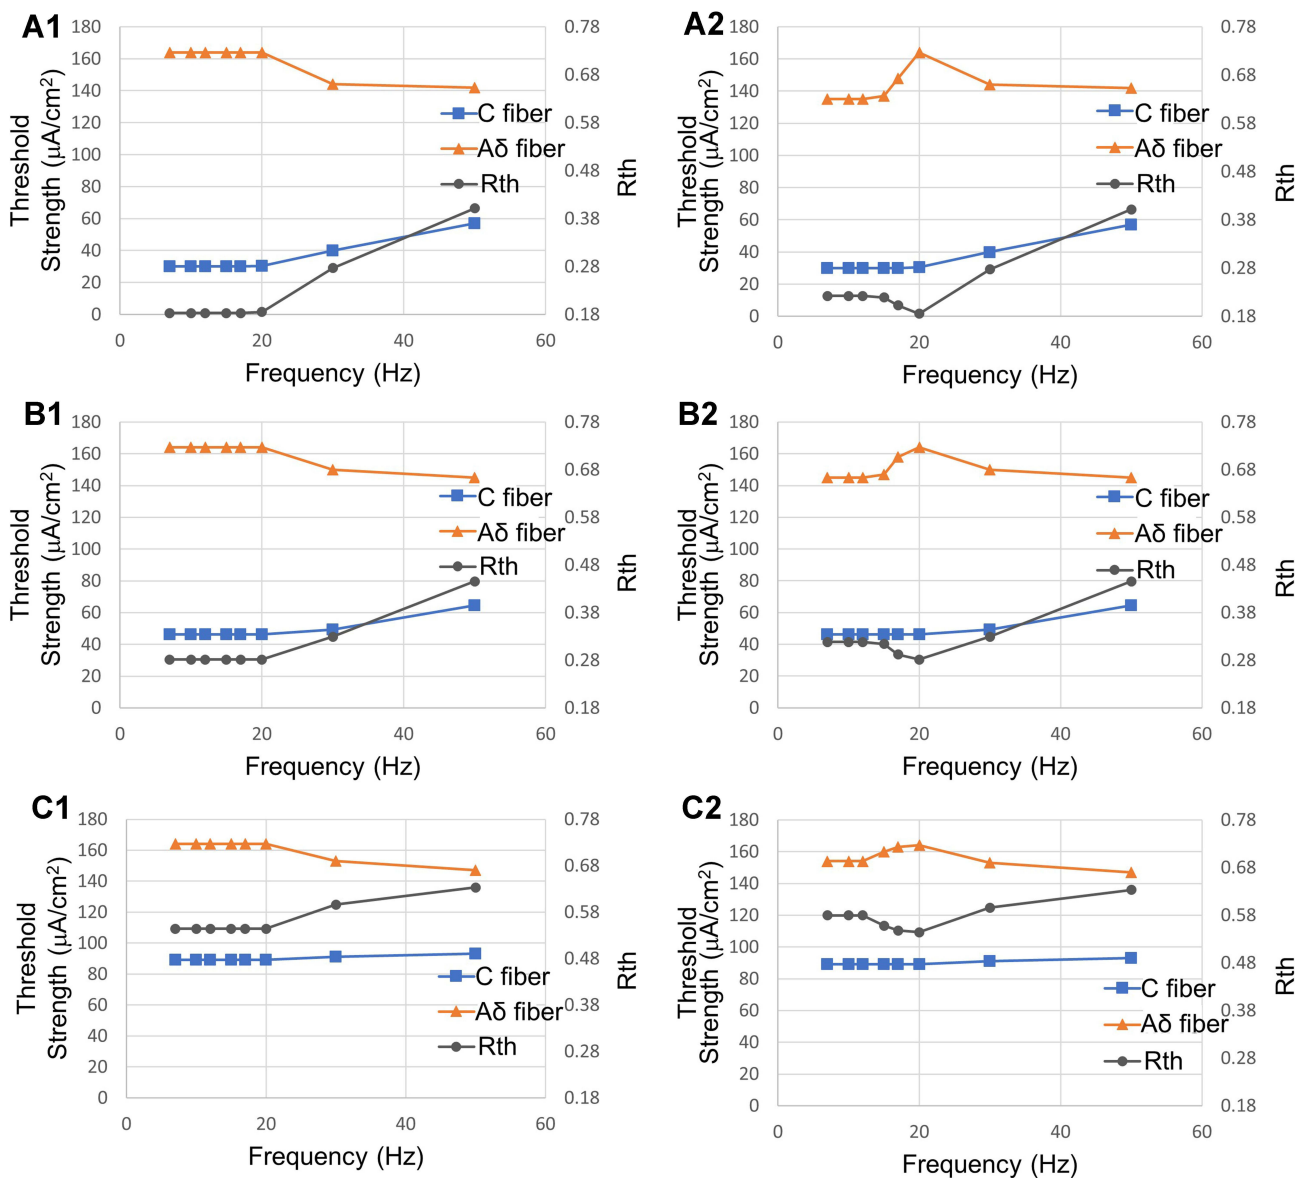 A1
180
160
140
120
100
80
60
40
20
0
Threshold
Strength (μA/cm2)
0.78
0.68
0.58
0.48
0.38
0.28
0.18
Rth
C fiber
Aδ fiber
Rth
0 20 40 60
Frequency (Hz)
A2
180
160
140
120
100
80
60
40
20
0
Threshold
Strength (μA/cm2)
0.78
0.68
0.58
0.48
0.38
0.28
0.18
Rth
C fiber
Aδ fiber
Rth
0 20 40 60
Frequency (Hz)
B1
180
160
140
120
100
80
60
40
20
0
Threshold
Strength (μA/cm2)
0.78
0.68
0.58
0.48
0.38
0.28
0.18
Rth
C fiber
Aδ fiber
Rth
0 20 40 60
Frequency (Hz)
B2
180
160
140
120
100
80
60
40
20
0
Threshold
Strength (μA/cm2)
0.78
0.68
0.58
0.48
0.38
0.28
0.18
Rth
C fiber
Aδ fiber
Rth
0 20 40 60
Frequency (Hz)
C1
180
160
140
120
100
80
60
40
20
0
Threshold
Strength (μA/cm2)
0.78
0.68
0.58
0.48
0.38
0.28
0.18
Rth
C fiber
Aδ fiber
Rth
0 20 40 60
Frequency (Hz)
C2
180
160
140
120
100
80
60
40
20
0
Threshold
Strength (μA/cm2)
0.78
0.68
0.58
0.48
0.38
0.28
0.18
Rth
C fiber
Aδ fiber
Rth
0 20 40 60
Frequency (Hz)